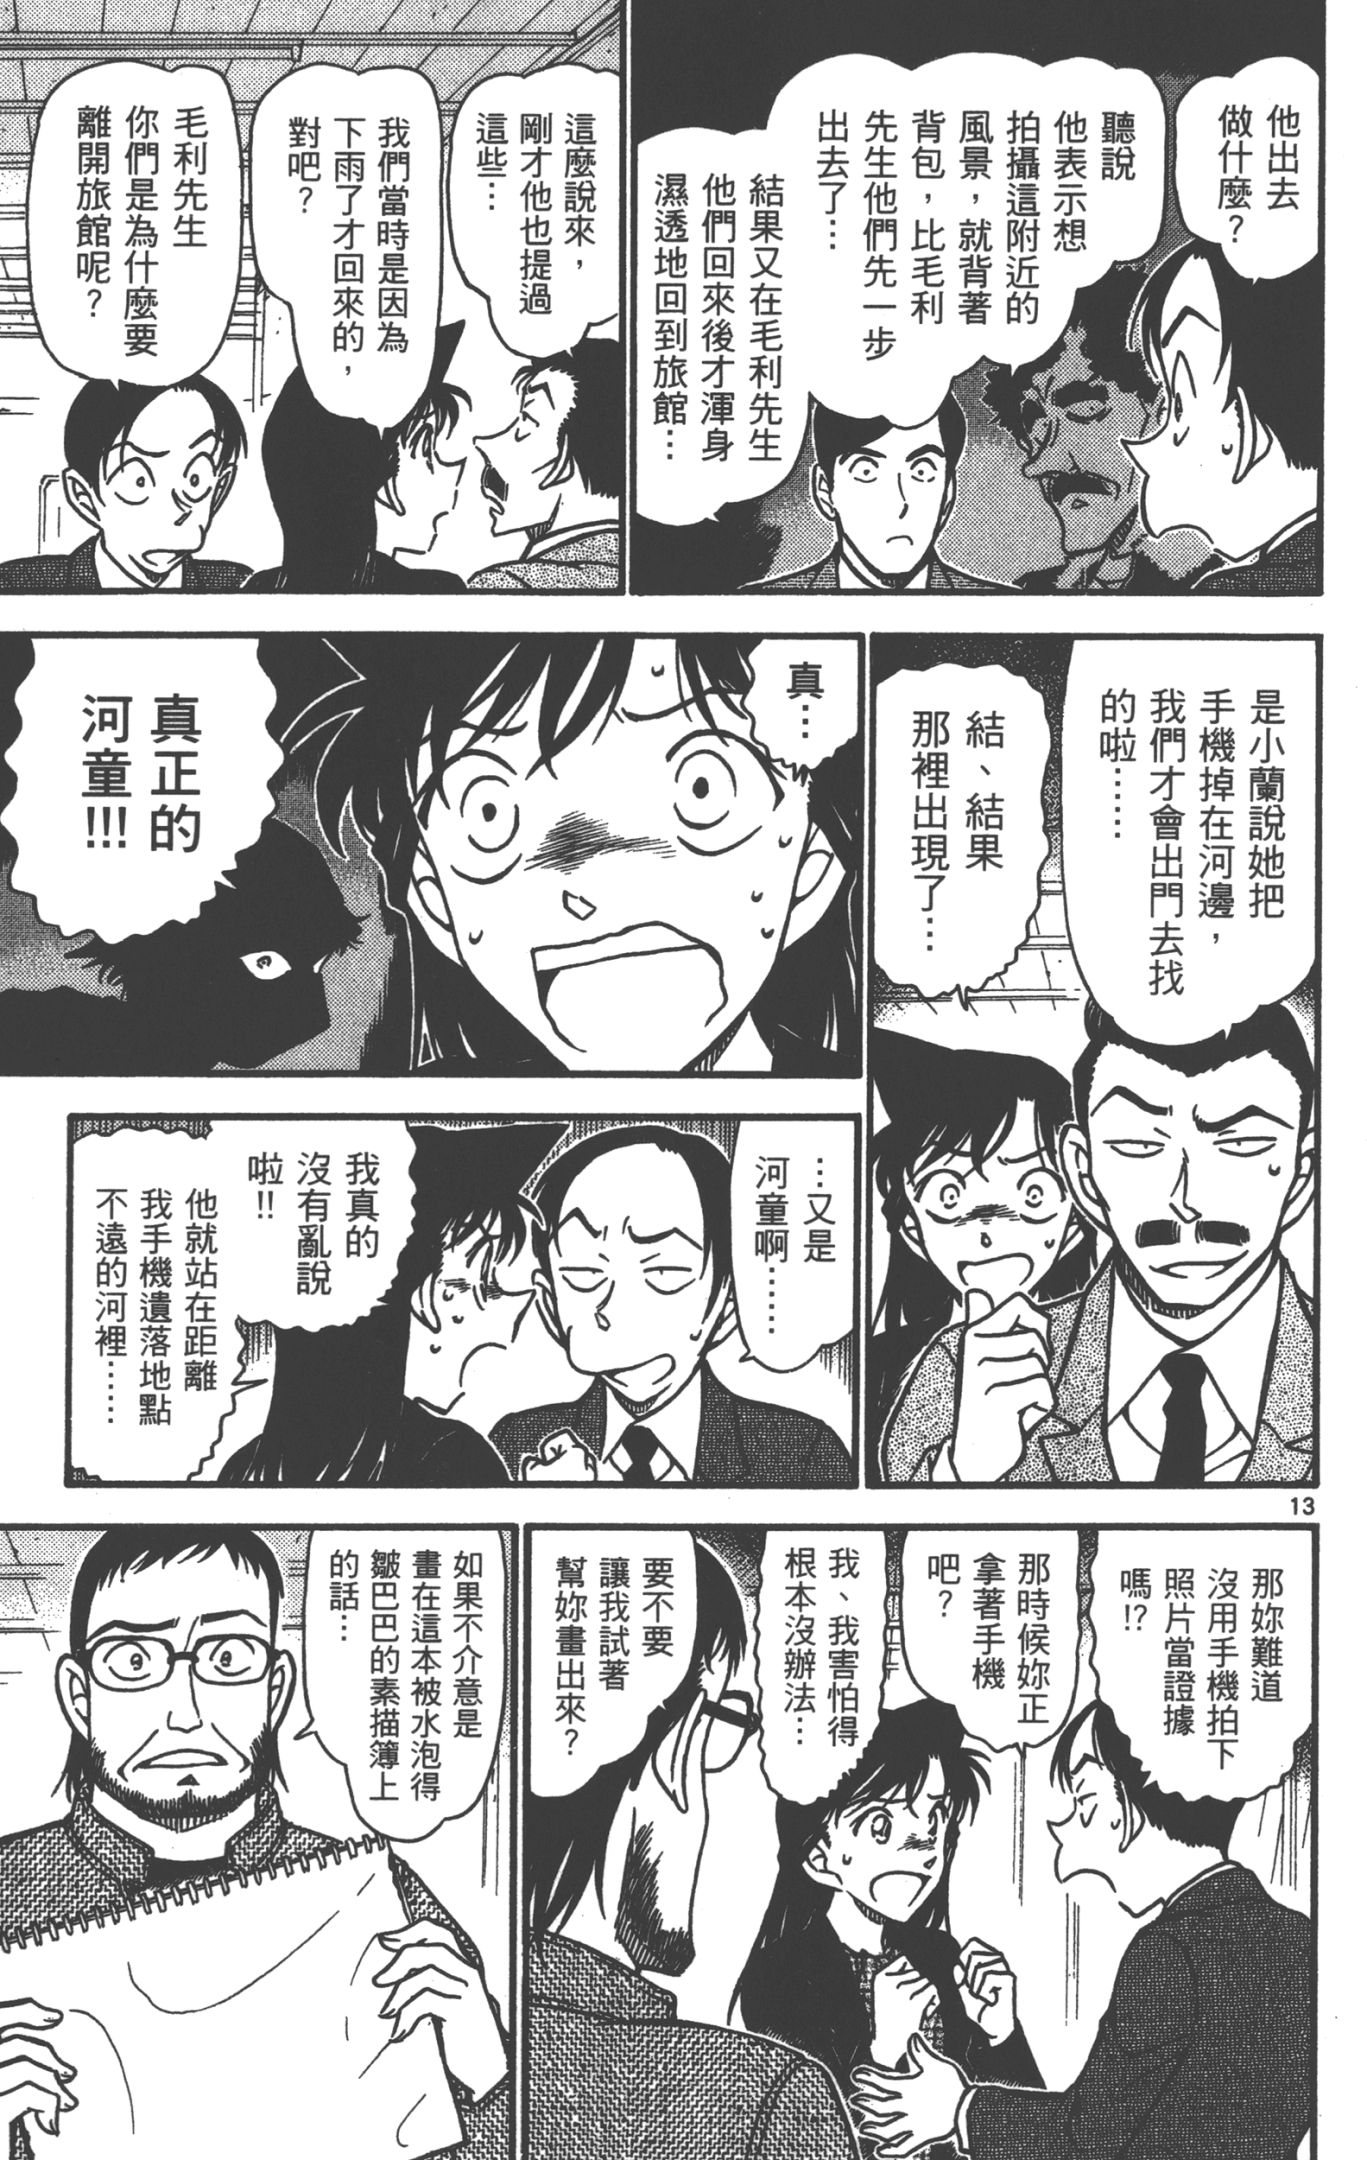 他出去
做什麼？
聽說
他表示想
拍攝這附近的
風景，就背著
背包，比毛利
先生他們先一步
出去了…
結果又在毛利先生
他們回來後才渾身
濕透地回到旅館…
這麼說來，
剛才他也提過
這些…
我們當時是因為
下雨了才回來的，
對吧？
毛利先生
你們是為什麼要
離開旅館呢？
是小蘭說她把
手機掉在河邊，
我們才會出門去找
的啦……
結、結果
那裡出現了…
真…
真正的
河童!!!
…又是
河童啊……
我真的
沒有亂說
啦!!
他就站在距離
我手機遺落地點
不遠的河裡……
13
那妳難道
沒用手機拍下
照片當證據
嗎!?
那時候妳正
拿著手機
吧？
我、我害怕得
根本沒辦法…
要不要
讓我試著
幫妳畫出來？
如果不介意是
畫在這本被水泡得
皺巴巴的素描簿上
的話…